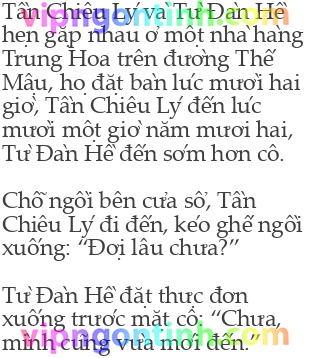 Tần Chiêu Lý và Từ Đàn Hề
hẹn gặp nhau ở một nhà hàng
Trung Hoa trên đường Thế
Mậu, họ đặt bàn lúc mười hai
giờ, Tần Chiêu Lý đến lúc
mười một giờ năm mươi hai,
Từ Đàn Hề đến sớm hơn cô.
Chỗ ngồi bên cửa sổ, Tần
Chiêu Lý đi đến, kéo ghế ngồi
xuống: “Đợi lâu chưa?”
Từ Đàn Hề đặt thực đơn
xuống trước mặt cô: “Chưa,
mình cũng vừa mới đến.”
vipngontinh.com
vipngontinh.com